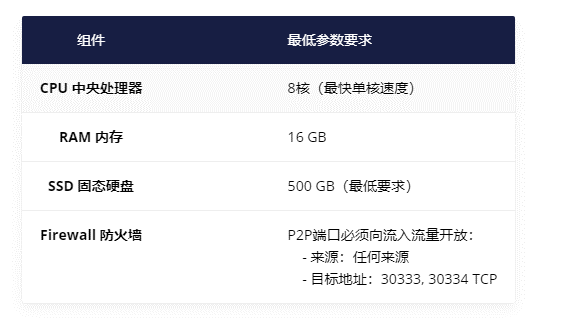 组件 最低参数要求
CPU 中央处理器 8核（最快单核速度）
RAM 内存 16 GB
SSD 固态硬盘 500 GB（最低要求）
Firewall 防火墙 P2P端口必须向流入流量开放：
- 来源：任何来源
- 目标地址：30333, 30334 TCP